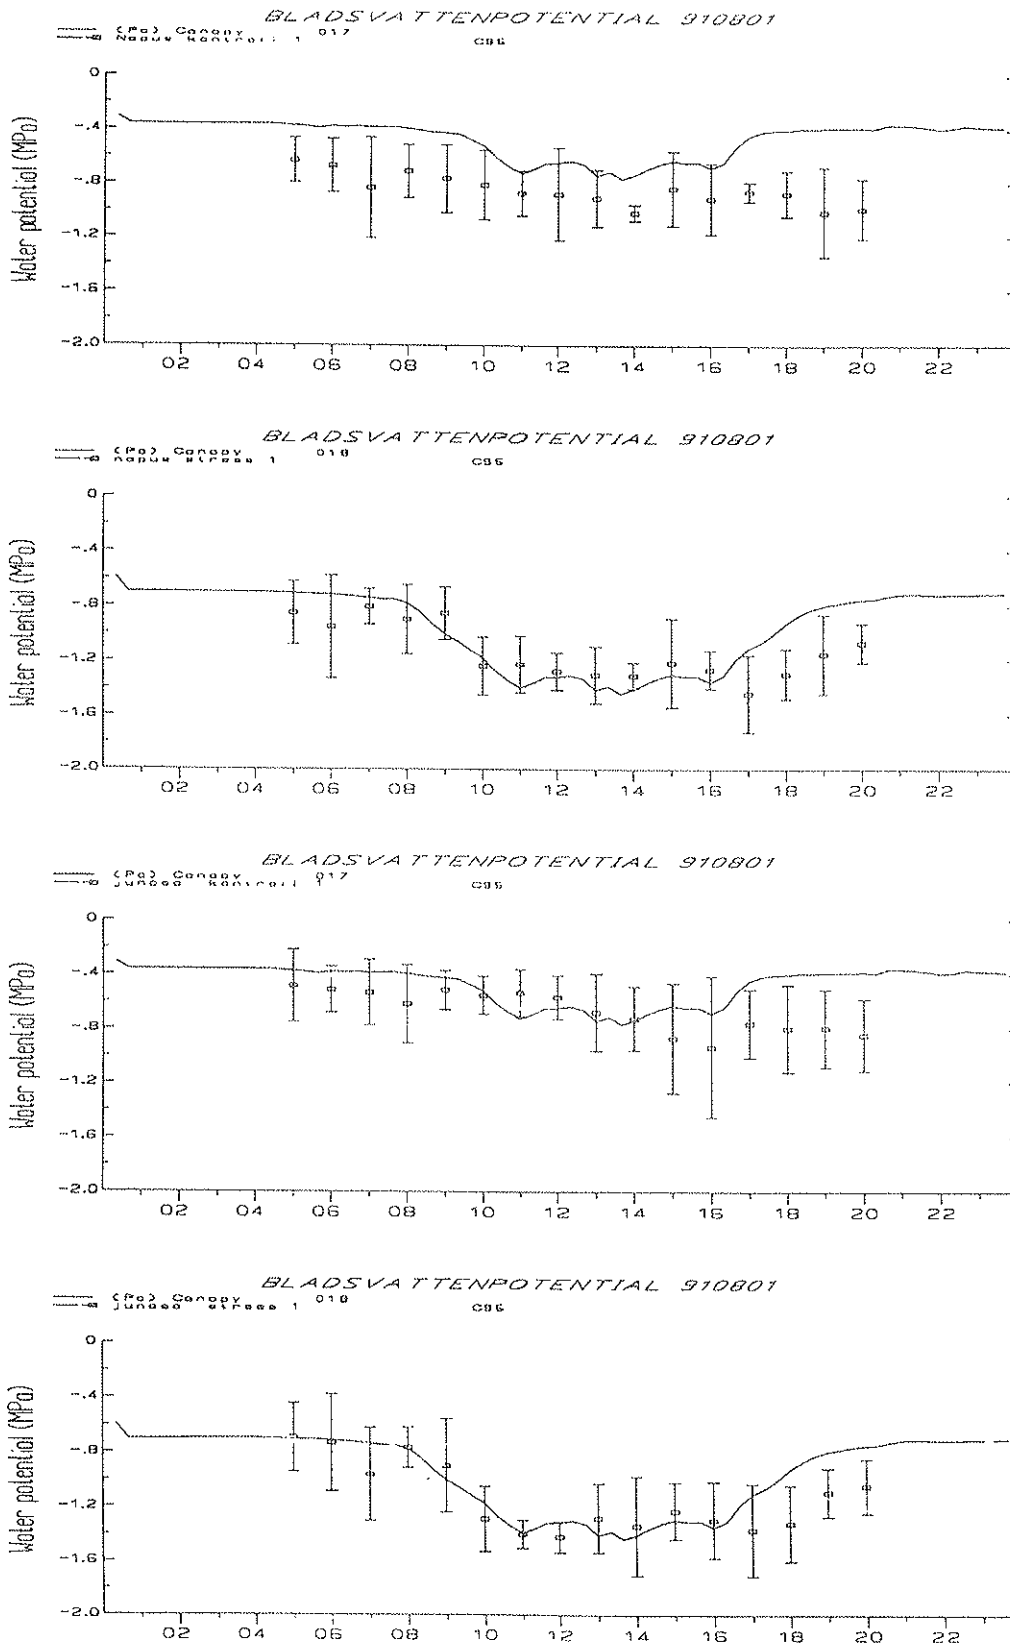 BLADSVATTENPOTENTIAL 910801
(Pa) Canopy 017
Napus kontroll 1 C86
Water potential (MPa)
0
-.4
-.8
-1.2
-1.6
-2.0
02 04 06 08 10 12 14 16 18 20 22
BLADSVATTENPOTENTIAL 910801
(Pa) Canopy 018
napus stress 1 C86
Water potential (MPa)
0
-.4
-.8
-1.2
-1.6
-2.0
02 04 06 08 10 12 14 16 18 20 22
BLADSVATTENPOTENTIAL 910801
(Pa) Canopy 017
juncea kontroll 1 C86
Water potential (MPa)
0
-.4
-.8
-1.2
-1.6
-2.0
02 04 06 08 10 12 14 16 18 20 22
BLADSVATTENPOTENTIAL 910801
(Pa) Canopy 018
juncea stress 1 C86
Water potential (MPa)
0
-.4
-.8
-1.2
-1.6
-2.0
02 04 06 08 10 12 14 16 18 20 22